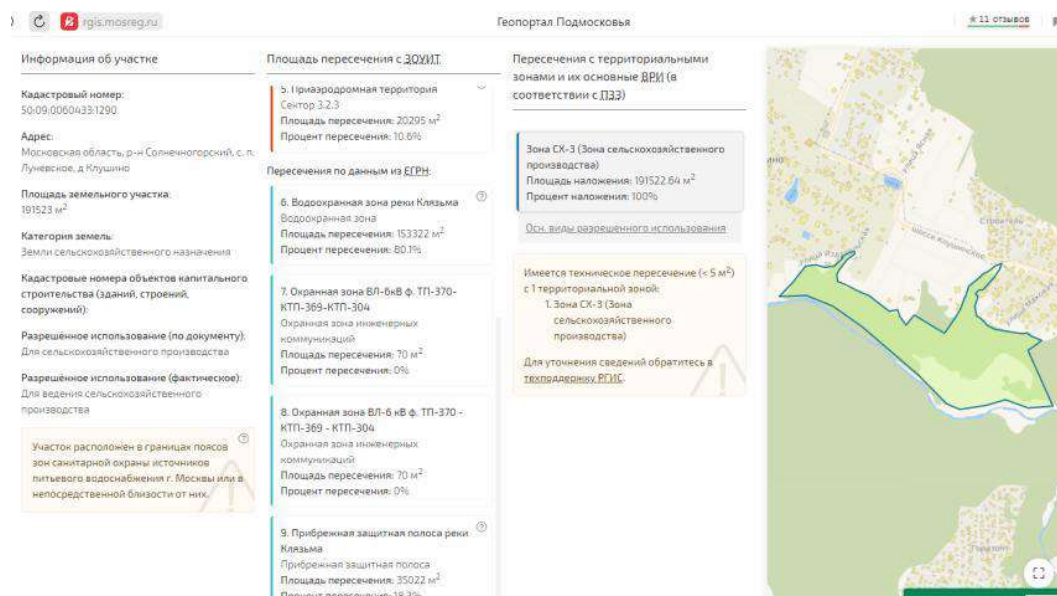 rgis.mosreg.ru
Геопортал Подмосковья
★ 11 отзывов
Информация об участке
Кадастровый номер:
50:09:0060433:1290
Адрес:
Московская область, р-н Солнечногорский, с. п.
Луневское, д Клушино
Площадь земельного участка:
191523 м²
Категория земель:
Земли сельскохозяйственного назначения
Кадастровые номера объектов капитального
строительства (зданий, строений,
сооружений):
Разрешённое использование (по документу):
Для сельскохозяйственного производства
Разрешённое использование (фактическое):
Для ведения сельскохозяйственного
производства
Участок расположен в границах поясов
зон санитарной охраны источников
питьевого водоснабжения г. Москвы или в
непосредственной близости от них.
Площадь пересечения с ЗОУИТ
5. Приаэродромная территория
Сектор 3.2.3
Площадь пересечения: 20295 м²
Процент пересечения: 10.6%
Пересечения по данным из ЕГРН:
6. Водоохранная зона реки Клязьма
Водоохранная зона
Площадь пересечения: 153322 м²
Процент пересечения: 80.1%
7. Охранная зона ВЛ-6кВ ф. ТП-370-
КТП-369-КТП-304
Охранная зона инженерных
коммуникаций
Площадь пересечения: 70 м²
Процент пересечения: 0%
8. Охранная зона ВЛ-6 кВ ф. ТП-370 -
КТП-369 - КТП-304
Охранная зона инженерных
коммуникаций
Площадь пересечения: 70 м²
Процент пересечения: 0%
9. Прибрежная защитная полоса реки
Клязьма
Прибрежная защитная полоса
Площадь пересечения: 35022 м²
Процент пересечения: 18.3%
Пересечения с территориальными
зонами и их основные ВРИ (в
соответствии с ПЗЗ)
Зона СХ-3 (Зона сельскохозяйственного
производства)
Площадь наложения: 191522.64 м²
Процент наложения: 100%
Осн. виды разрешенного использования
Имеется техническое пересечение (< 5 м²)
с 1 территориальной зоной:
1. Зона СХ-3 (Зона
сельскохозяйственного
производства)
Для уточнения сведений обратитесь в
техподдержку РГИС.
улица Ясная
Строитель
шоссе Клушинское